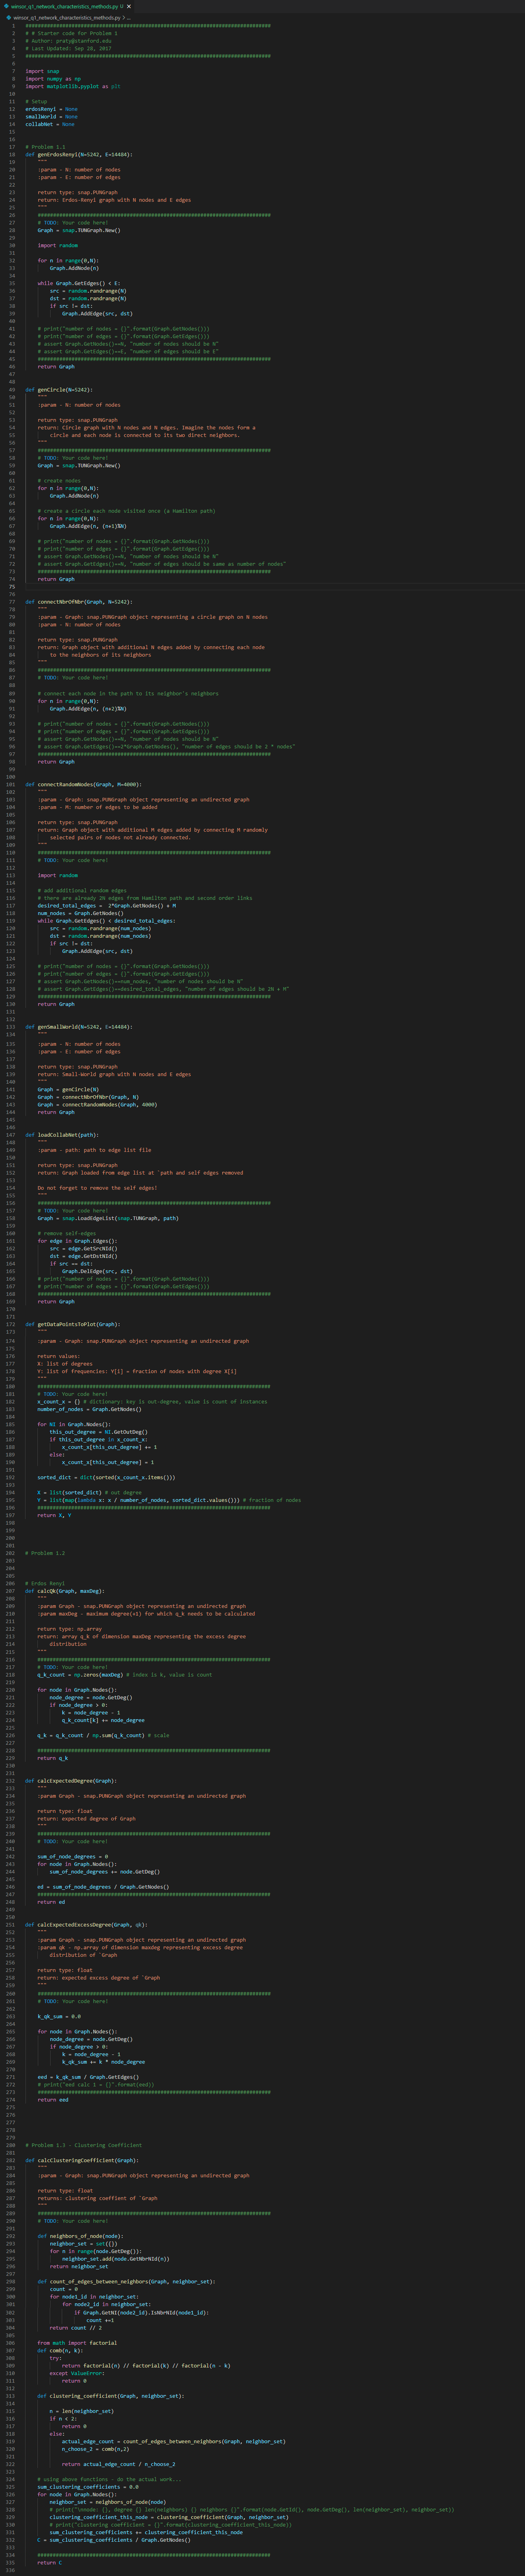 winsor_q1_network_characteristics_methods.py U ×
winsor_q1_network_characteristics_methods.py > ...
1 ##############################################################################
2 # # Starter code for Problem 1
3 # Author: praty@stanford.edu
4 # Last Updated: Sep 28, 2017
5 ##############################################################################
6
7 import snap
8 import numpy as np
9 import matplotlib.pyplot as plt
10
11 # Setup
12 erdosRenyi = None
13 smallWorld = None
14 collabNet = None
15
16
17 # Problem 1.1
18 def genErdosRenyi(N=5242, E=14484):
19 """
20 :param - N: number of nodes
21 :param - E: number of edges
22
23 return type: snap.PUNGraph
24 return: Erdos-Renyi graph with N nodes and E edges
25 """
26 ############################################################################
27 # TODO: Your code here!
28 Graph = snap.TUNGraph.New()
29
30 import random
31
32 for n in range(0,N):
33 Graph.AddNode(n)
34
35 while Graph.GetEdges() < E:
36 src = random.randrange(N)
37 dst = random.randrange(N)
38 if src != dst:
39 Graph.AddEdge(src, dst)
40
41 # print("number of nodes = {}".format(Graph.GetNodes()))
42 # print("number of edges = {}".format(Graph.GetEdges()))
43 # assert Graph.GetNodes()==N, "number of nodes should be N"
44 # assert Graph.GetEdges()==E, "number of edges should be E"
45 ############################################################################
46 return Graph
47
48
49 def genCircle(N=5242):
50 """
51 :param - N: number of nodes
52
53 return type: snap.PUNGraph
54 return: Circle graph with N nodes and N edges. Imagine the nodes form a
55 circle and each node is connected to its two direct neighbors.
56 """
57 ############################################################################
58 # TODO: Your code here!
59 Graph = snap.TUNGraph.New()
60
61 # create nodes
62 for n in range(0,N):
63 Graph.AddNode(n)
64
65 # create a circle each node visited once (a Hamilton path)
66 for n in range(0,N):
67 Graph.AddEdge(n, (n+1)%N)
68
69 # print("number of nodes = {}".format(Graph.GetNodes()))
70 # print("number of edges = {}".format(Graph.GetEdges()))
71 # assert Graph.GetNodes()==N, "number of nodes should be N"
72 # assert Graph.GetEdges()==N, "number of edges should be same as number of nodes"
73 ############################################################################
74 return Graph
75
76
77 def connectNbrOfNbr(Graph, N=5242):
78 """
79 :param - Graph: snap.PUNGraph object representing a circle graph on N nodes
80 :param - N: number of nodes
81
82 return type: snap.PUNGraph
83 return: Graph object with additional N edges added by connecting each node
84 to the neighbors of its neighbors
85 """
86 ############################################################################
87 # TODO: Your code here!
88
89 # connect each node in the path to its neighbor's neighbors
90 for n in range(0,N):
91 Graph.AddEdge(n, (n+2)%N)
92
93 # print("number of nodes = {}".format(Graph.GetNodes()))
94 # print("number of edges = {}".format(Graph.GetEdges()))
95 # assert Graph.GetNodes()==N, "number of nodes should be N"
96 # assert Graph.GetEdges()==2*Graph.GetNodes(), "number of edges should be 2 * nodes"
97 ############################################################################
98 return Graph
99
100
101 def connectRandomNodes(Graph, M=4000):
102 """
103 :param - Graph: snap.PUNGraph object representing an undirected graph
104 :param - M: number of edges to be added
105
106 return type: snap.PUNGraph
107 return: Graph object with additional M edges added by connecting M randomly
108 selected pairs of nodes not already connected.
109 """
110 ############################################################################
111 # TODO: Your code here!
112
113 import random
114
115 # add additional random edges
116 # there are already 2N edges from Hamilton path and second order links
117 desired_total_edges = 2*Graph.GetNodes() + M
118 num_nodes = Graph.GetNodes()
119 while Graph.GetEdges() < desired_total_edges:
120 src = random.randrange(num_nodes)
121 dst = random.randrange(num_nodes)
122 if src != dst:
123 Graph.AddEdge(src, dst)
124
125 # print("number of nodes = {}".format(Graph.GetNodes()))
126 # print("number of edges = {}".format(Graph.GetEdges()))
127 # assert Graph.GetNodes()==num_nodes, "number of nodes should be N"
128 # assert Graph.GetEdges()==desired_total_edges, "number of edges should be 2N + M"
129 ############################################################################
130 return Graph
131
132
133 def genSmallWorld(N=5242, E=14484):
134 """
135 :param - N: number of nodes
136 :param - E: number of edges
137
138 return type: snap.PUNGraph
139 return: Small-World graph with N nodes and E edges
140 """
141 Graph = genCircle(N)
142 Graph = connectNbrOfNbr(Graph, N)
143 Graph = connectRandomNodes(Graph, 4000)
144 return Graph
145
146
147 def loadCollabNet(path):
148 """
149 :param - path: path to edge list file
150
151 return type: snap.PUNGraph
152 return: Graph loaded from edge list at `path and self edges removed
153
154 Do not forget to remove the self edges!
155 """
156 ############################################################################
157 # TODO: Your code here!
158 Graph = snap.LoadEdgeList(snap.TUNGraph, path)
159
160 # remove self-edges
161 for edge in Graph.Edges():
162 src = edge.GetSrcNId()
163 dst = edge.GetDstNId()
164 if src == dst:
165 Graph.DelEdge(src, dst)
166 # print("number of nodes = {}".format(Graph.GetNodes()))
167 # print("number of edges = {}".format(Graph.GetEdges()))
168 ############################################################################
169 return Graph
170
171
172 def getDataPointsToPlot(Graph):
173 """
174 :param - Graph: snap.PUNGraph object representing an undirected graph
175
176 return values:
177 X: list of degrees
178 Y: list of frequencies: Y[i] = fraction of nodes with degree X[i]
179 """
180 ############################################################################
181 # TODO: Your code here!
182 x_count_x = {} # dictionary: key is out-degree, value is count of instances
183 number_of_nodes = Graph.GetNodes()
184
185 for NI in Graph.Nodes():
186 this_out_degree = NI.GetOutDeg()
187 if this_out_degree in x_count_x:
188 x_count_x[this_out_degree] += 1
189 else:
190 x_count_x[this_out_degree] = 1
191
192 sorted_dict = dict(sorted(x_count_x.items()))
193
194 X = list(sorted_dict) # out degree
195 Y = list(map(lambda x: x / number_of_nodes, sorted_dict.values())) # fraction of nodes
196 ############################################################################
197 return X, Y
198
199
200
201
202 # Problem 1.2
203
204
205
206 # Erdos Renyi
207 def calcQk(Graph, maxDeg):
208 """
209 :param Graph - snap.PUNGraph object representing an undirected graph
210 :param maxDeg - maximum degree(+1) for which q_k needs to be calculated
211
212 return type: np.array
213 return: array q_k of dimension maxDeg representing the excess degree
214 distribution
215 """
216 ############################################################################
217 # TODO: Your code here!
218 q_k_count = np.zeros(maxDeg) # index is k, value is count
219
220 for node in Graph.Nodes():
221 node_degree = node.GetDeg()
222 if node_degree > 0:
223 k = node_degree - 1
224 q_k_count[k] += node_degree
225
226 q_k = q_k_count / np.sum(q_k_count) # scale
227
228 ############################################################################
229 return q_k
230
231
232 def calcExpectedDegree(Graph):
233 """
234 :param Graph - snap.PUNGraph object representing an undirected graph
235
236 return type: float
237 return: expected degree of Graph
238 """
239 ############################################################################
240 # TODO: Your code here!
241
242 sum_of_node_degrees = 0
243 for node in Graph.Nodes():
244 sum_of_node_degrees += node.GetDeg()
245
246 ed = sum_of_node_degrees / Graph.GetNodes()
247 ############################################################################
248 return ed
249
250
251 def calcExpectedExcessDegree(Graph, qk):
252 """
253 :param Graph - snap.PUNGraph object representing an undirected graph
254 :param qk - np.array of dimension maxdeg representing excess degree
255 distribution of `Graph
256
257 return type: float
258 return: expected excess degree of `Graph
259 """
260 ############################################################################
261 # TODO: Your code here!
262
263 k_qk_sum = 0.0
264
265 for node in Graph.Nodes():
266 node_degree = node.GetDeg()
267 if node_degree > 0:
268 k = node_degree - 1
269 k_qk_sum += k * node_degree
270
271 eed = k_qk_sum / Graph.GetEdges()
272 # print("eed calc 1 = {}".format(eed))
273 ############################################################################
274 return eed
275
276
277
278
279
280 # Problem 1.3 - Clustering Coefficient
281
282 def calcClusteringCoefficient(Graph):
283 """
284 :param - Graph: snap.PUNGraph object representing an undirected graph
285
286 return type: float
287 returns: clustering coeffient of `Graph
288 """
289 ############################################################################
290 # TODO: Your code here!
291
292 def neighbors_of_node(node):
293 neighbor_set = set({})
294 for n in range(node.GetDeg()):
295 neighbor_set.add(node.GetNbrNId(n))
296 return neighbor_set
297
298 def count_of_edges_between_neighbors(Graph, neighbor_set):
299 count = 0
300 for node1_id in neighbor_set:
301 for node2_id in neighbor_set:
302 if Graph.GetNI(node2_id).IsNbrNId(node1_id):
303 count +=1
304 return count // 2
305
306 from math import factorial
307 def comb(n, k):
308 try:
309 return factorial(n) // factorial(k) // factorial(n - k)
310 except ValueError:
311 return 0
312
313 def clustering_coefficient(Graph, neighbor_set):
314
315 n = len(neighbor_set)
316 if n < 2:
317 return 0
318 else:
319 actual_edge_count = count_of_edges_between_neighbors(Graph, neighbor_set)
320 n_choose_2 = comb(n,2)
321
322 return actual_edge_count / n_choose_2
323
324 # using above functions - do the actual work...
325 sum_clustering_coefficients = 0.0
326 for node in Graph.Nodes():
327 neighbor_set = neighbors_of_node(node)
328 # print("\nnode: {}, degree {} len(neighbors) {} neighbors {}".format(node.GetId(), node.GetDeg(), len(neighbor_set), neighbor_set))
329 clustering_coefficient_this_node = clustering_coefficient(Graph, neighbor_set)
330 # print("clustering coefficient = {}".format(clustering_coefficient_this_node))
331 sum_clustering_coefficients += clustering_coefficient_this_node
332 C = sum_clustering_coefficients / Graph.GetNodes()
333
334 ############################################################################
335 return C
336